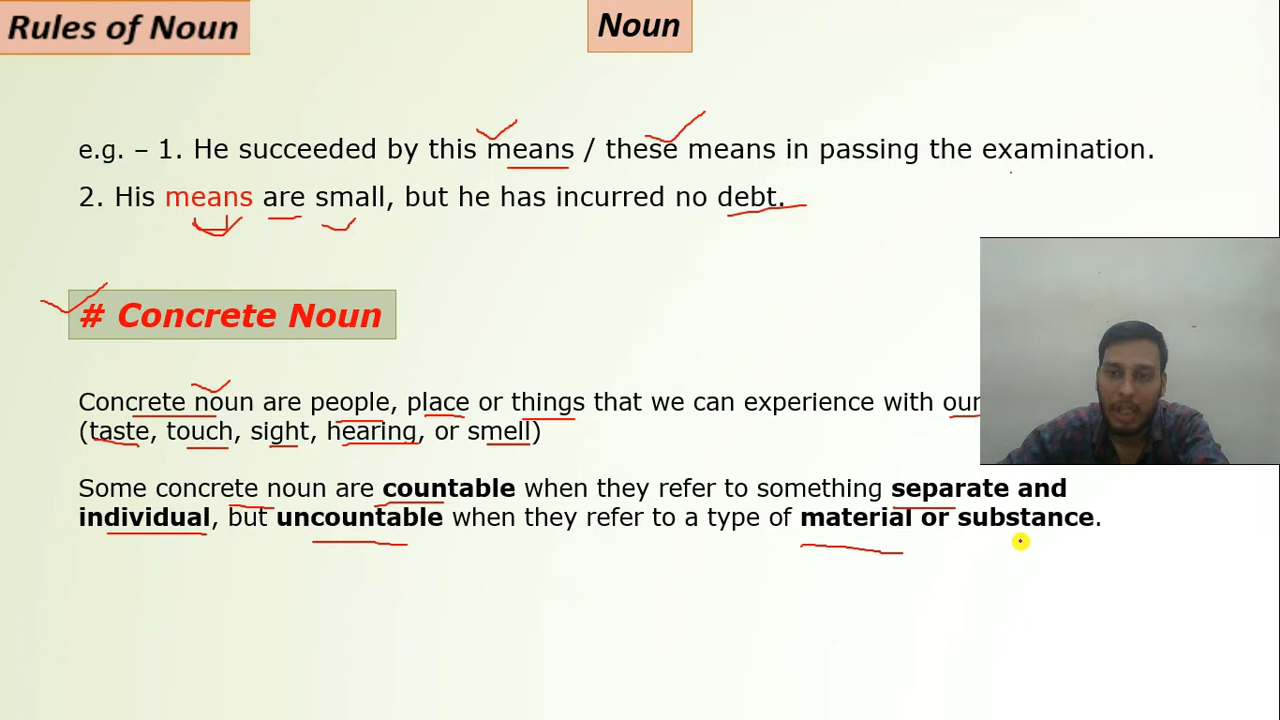 Rules of Noun
Noun
e.g. – 1. He succeeded by this means / these means in passing the examination.
2. His means are small, but he has incurred no debt.
# Concrete Noun
Concrete noun are people, place or things that we can experience with our
(taste, touch, sight, hearing, or smell)
Some concrete noun are countable when they refer to something separate and
individual, but uncountable when they refer to a type of material or substance.